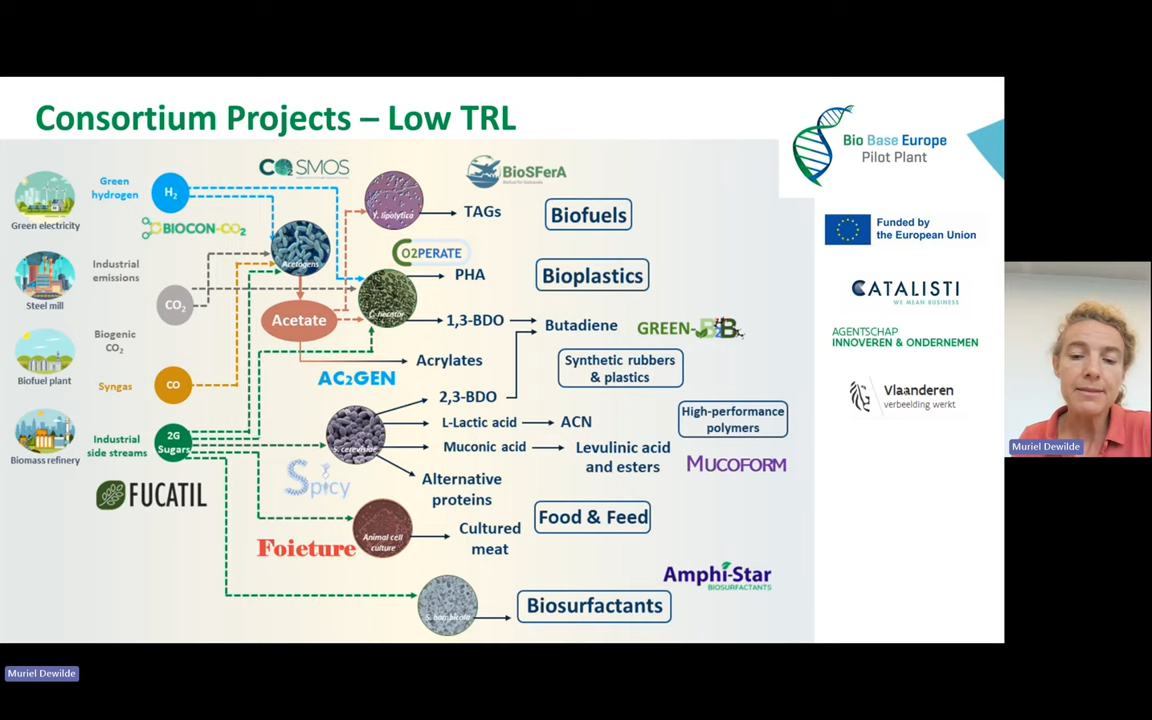 Consortium Projects – Low TRL
Bio Base Europe
Pilot Plant
Green electricity
Green
hydrogen
H2
CO2SMOS
BioSFerA
BIOCON-CO2
Acetogens
Y. lipolytica
TAGs
Biofuels
Funded by
the European Union
Steel mill
Industrial
emissions
CO2
O2PERATE
C. necator
PHA
Bioplastics
CATALISTI
WE MEAN BUSINESS
Acetate
1,3-BDO
Butadiene
GREEN-B2B
AGENTSCHAP
INNOVEREN & ONDERNEMEN
Biofuel plant
Biogenic
CO2
Acrylates
AC2GEN
Synthetic rubbers
& plastics
Syngas
CO
2,3-BDO
Vlaanderen
verbeelding werkt
L-Lactic acid
ACN
High-performance
polymers
Biomass refinery
Industrial
side streams
2G
Sugars
S. cerevisiae
Muconic acid
Levulinic acid
and esters
MUCOFORM
Muriel Dewilde
FUCATIL
Spicy
Alternative
proteins
Foieture
Animal cell
culture
Cultured
meat
Food & Feed
Amphi-Star
BIOSURFACTANTS
S. bombicola
Biosurfactants
Muriel Dewilde